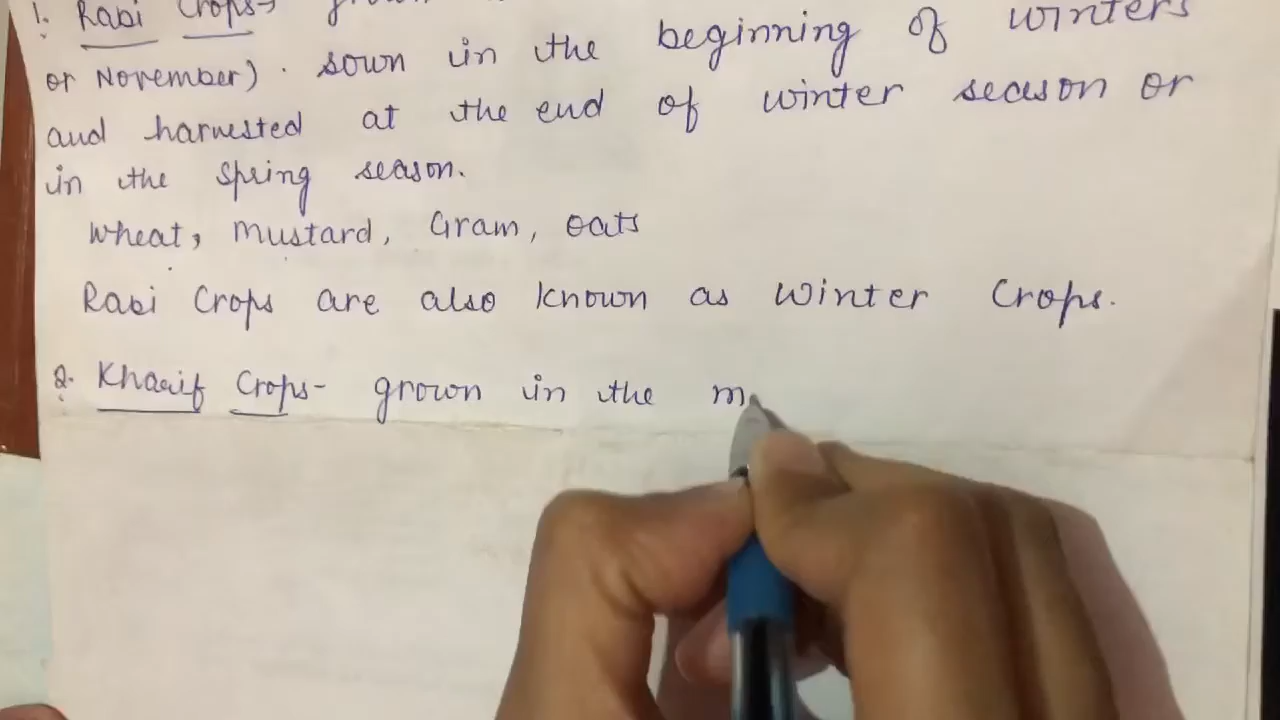 1. Rabi Crops→ grown
or November). sown in the beginning of winters
and harvested at the end of winter season or
in the spring season.
Wheat, Mustard, Gram, Oats
Rabi Crops are also known as Winter Crops.
2. Kharif Crops- grown in the m